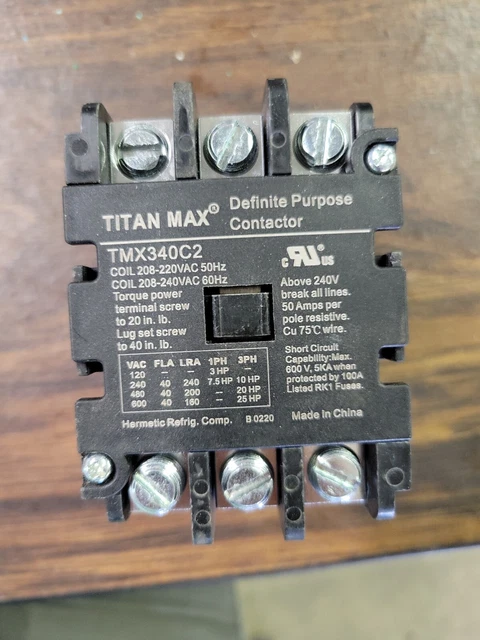 TITAN MAX® Definite Purpose Contactor
TMX340C2
COIL 208-220VAC 50Hz
COIL 208-240VAC 60Hz
Torque power
terminal screw
to 20 in. lb.
Lug set screw
to 40 in. lb.
c RU US
Above 240V
break all lines.
50 Amps per
pole resistive.
Cu 75℃ wire.
Short Circuit
Capability:Max.
600 V, 5KA when
protected by 100A
Listed RK1 Fuses.
VAC FLA LRA 1PH 3PH
120 – – 3 HP –
240 40 240 7.5 HP 10 HP
480 40 200 – 20 HP
600 40 160 – 25 HP
Hermetic Refrig. Comp. B 0220
Made in China